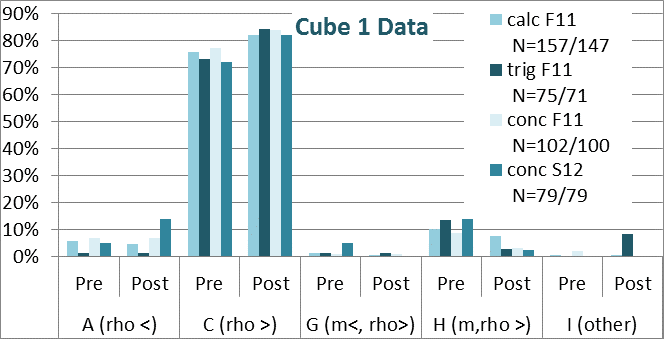 90%
80%
70%
60%
50%
40%
30%
20%
10%
0%
Cube 1 Data
calc F11
N=157/147
trig F11
N=75/71
conc F11
N=102/100
conc S12
N=79/79
Pre Post Pre Post Pre Post Pre Post Pre Post
A (rho <) C (rho >) G (m<, rho>) H (m,rho >) I (other)